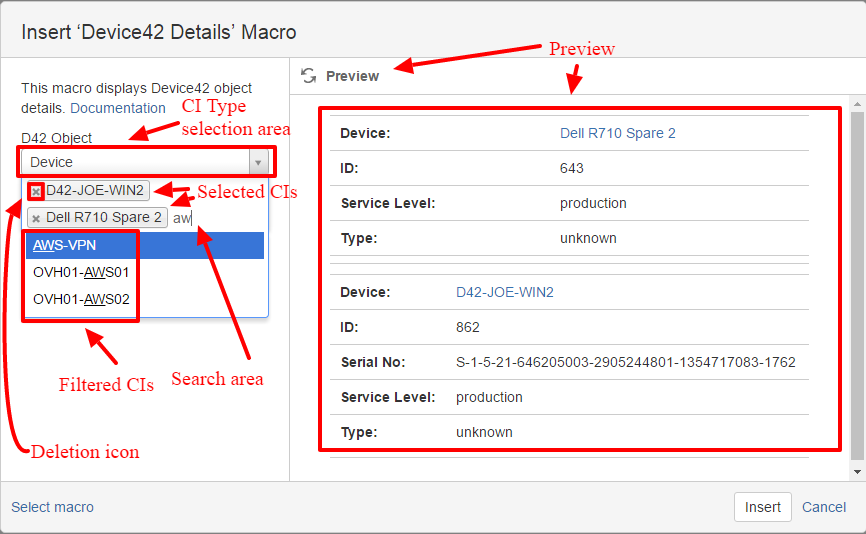 Insert ‘Device42 Details’ Macro
This macro displays Device42 object
details. Documentation
CI Type
selection area
D42 Object
Device
D42-JOE-WIN2
Selected CIs
Dell R710 Spare 2 aw
AWS-VPN
OVH01-AWS01
OVH01-AWS02
Filtered CIs
Search area
Deletion icon
Preview
Preview
Device: Dell R710 Spare 2
ID: 643
Service Level: production
Type: unknown
Device: D42-JOE-WIN2
ID: 862
Serial No: S-1-5-21-646205003-2905244801-1354717083-1762
Service Level: production
Type: unknown
Select macro
Insert Cancel